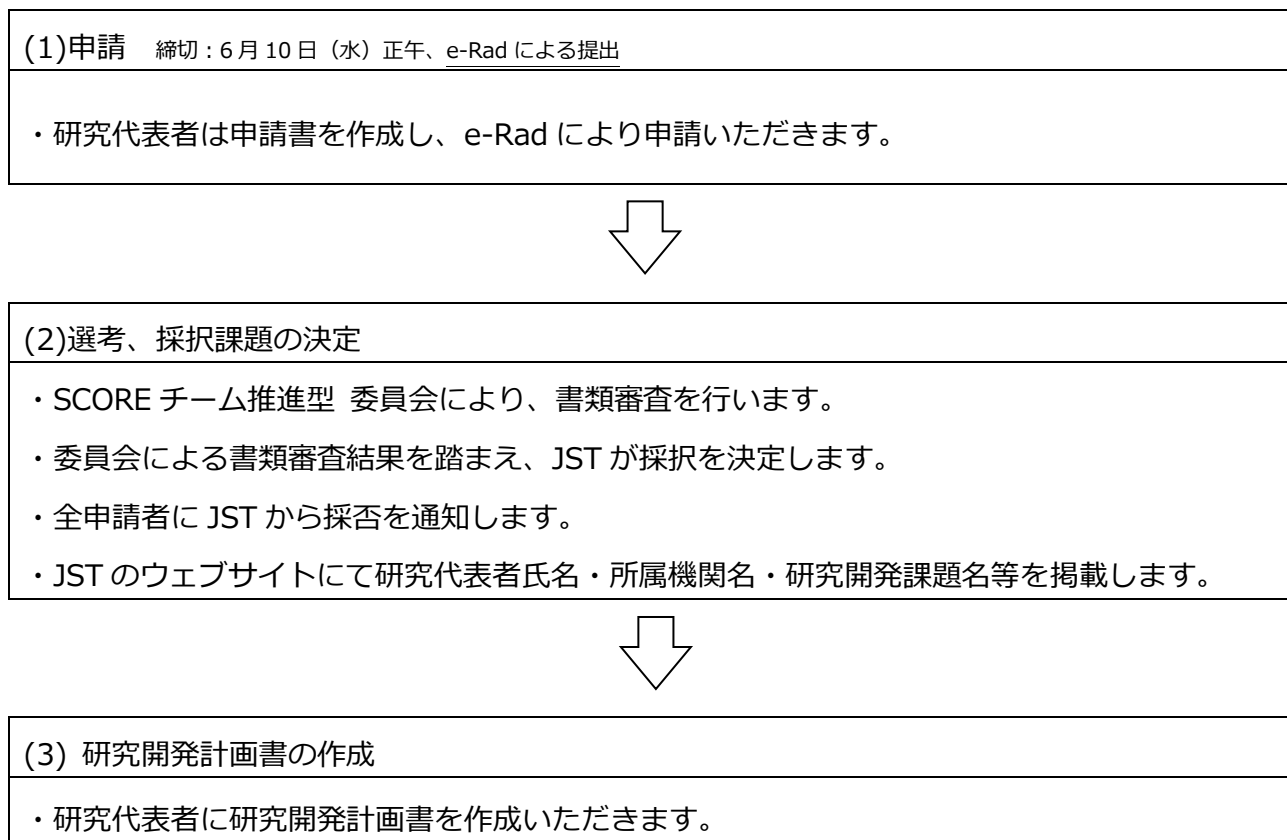 (1)申請 締切：6月10日（水）正午、e-Radによる提出
・研究代表者は申請書を作成し、e-Radにより申請いただきます。
(2)選考、採択課題の決定
・SCOREチーム推進型 委員会により、書類審査を行います。
・委員会による書類審査結果を踏まえ、JSTが採択を決定します。
・全申請者にJSTから採否を通知します。
・JSTのウェブサイトにて研究代表者氏名・所属機関名・研究開発課題名等を掲載します。
(3) 研究開発計画書の作成
・研究代表者に研究開発計画書を作成いただきます。